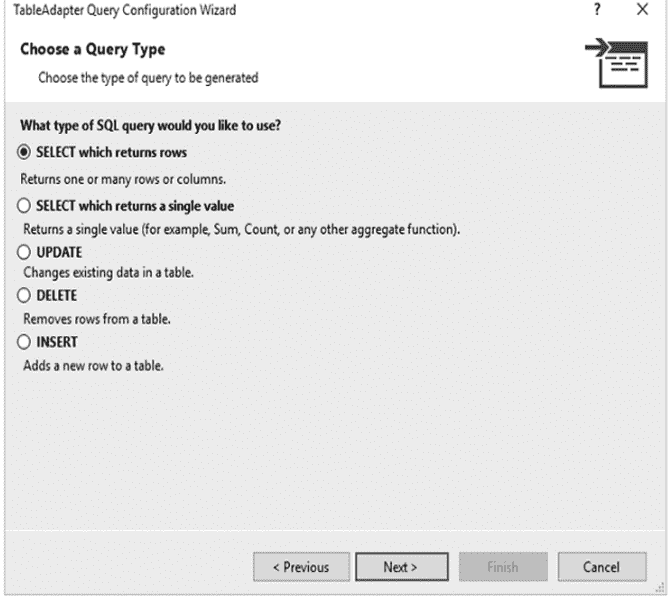 TableAdapter Query Configuration Wizard
?
Choose a Query Type
Choose the type of query to be generated
What type of SQL query would you like to use?
SELECT which returns rows
Returns one or many rows or columns.
SELECT which returns a single value
Returns a single value (for example, Sum, Count, or any other aggregate function).
UPDATE
Changes existing data in a table.
DELETE
Removes rows from a table.
INSERT
Adds a new row to a table.
< Previous Next > Finish Cancel